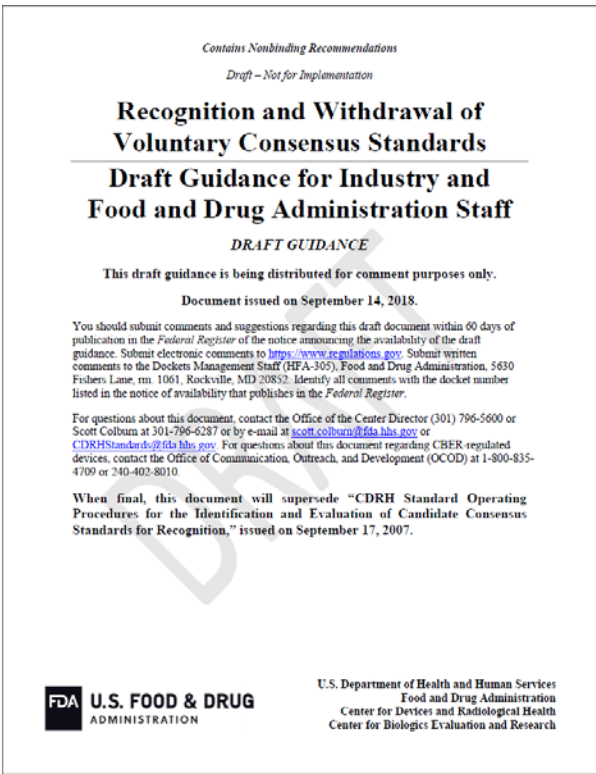 Contains Nonbinding Recommendations
Draft – Not for Implementation
Recognition and Withdrawal of
Voluntary Consensus Standards
Draft Guidance for Industry and
Food and Drug Administration Staff
DRAFT GUIDANCE
This draft guidance is being distributed for comment purposes only.
Document issued on September 14, 2018.
You should submit comments and suggestions regarding this draft document within 60 days of
publication in the Federal Register of the notice announcing the availability of the draft
guidance. Submit electronic comments to https://www.regulations.gov. Submit written
comments to the Dockets Management Staff (HFA-305), Food and Drug Administration, 5630
Fishers Lane, rm. 1061, Rockville, MD 20852. Identify all comments with the docket number
listed in the notice of availability that publishes in the Federal Register.
For questions about this document, contact the Office of the Center Director (301) 796-5600 or
Scott Colburn at 301-796-6287 or by e-mail at scott.colburn@fda.hhs.gov or
CDRHStandards@fda.hhs.gov. For questions about this document regarding CBER-regulated
devices, contact the Office of Communication, Outreach, and Development (OCOD) at 1-800-835-
4709 or 240-402-8010.
When final, this document will supersede “CDRH Standard Operating
Procedures for the Identification and Evaluation of Candidate Consensus
Standards for Recognition,” issued on September 17, 2007.
DRAFT
FDA U.S. FOOD & DRUG
ADMINISTRATION
U.S. Department of Health and Human Services
Food and Drug Administration
Center for Devices and Radiological Health
Center for Biologics Evaluation and Research